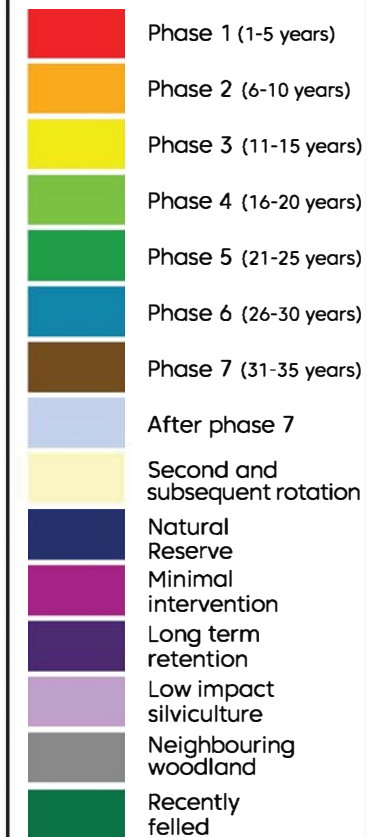 Phase 1 (1-5 years)
Phase 2 (6-10 years)
Phase 3 (11-15 years)
Phase 4 (16-20 years)
Phase 5 (21-25 years)
Phase 6 (26-30 years)
Phase 7 (31-35 years)
After phase 7
Second and
subsequent rotation
Natural
Reserve
Minimal
intervention
Long term
retention
Low impact
silviculture
Neighbouring
woodland
Recently
felled